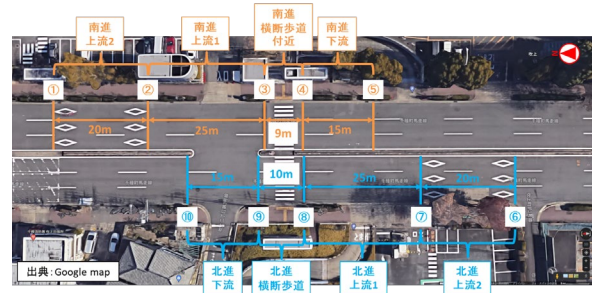 南進
上流2
南進
上流1
南進
横断歩道
付近
南進
下流
①
②
③
④
⑤
20m
25m
9m
15m
10m
15m
25m
20m
⑩
⑨
⑧
⑦
⑥
北進
下流
北進
横断歩道
北進
上流1
北進
上流2
出典：Google map